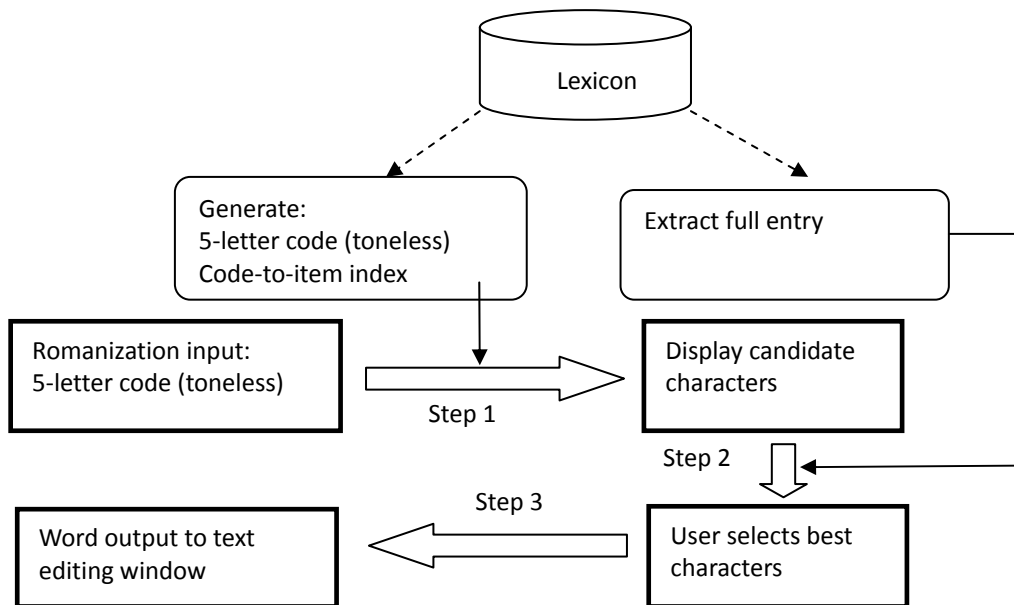 Lexicon
Generate:
5-letter code (toneless)
Code-to-item index
Extract full entry
Romanization input:
5-letter code (toneless)
Step 1
Display candidate
characters
Step 2
Step 3
Word output to text
editing window
User selects best
characters